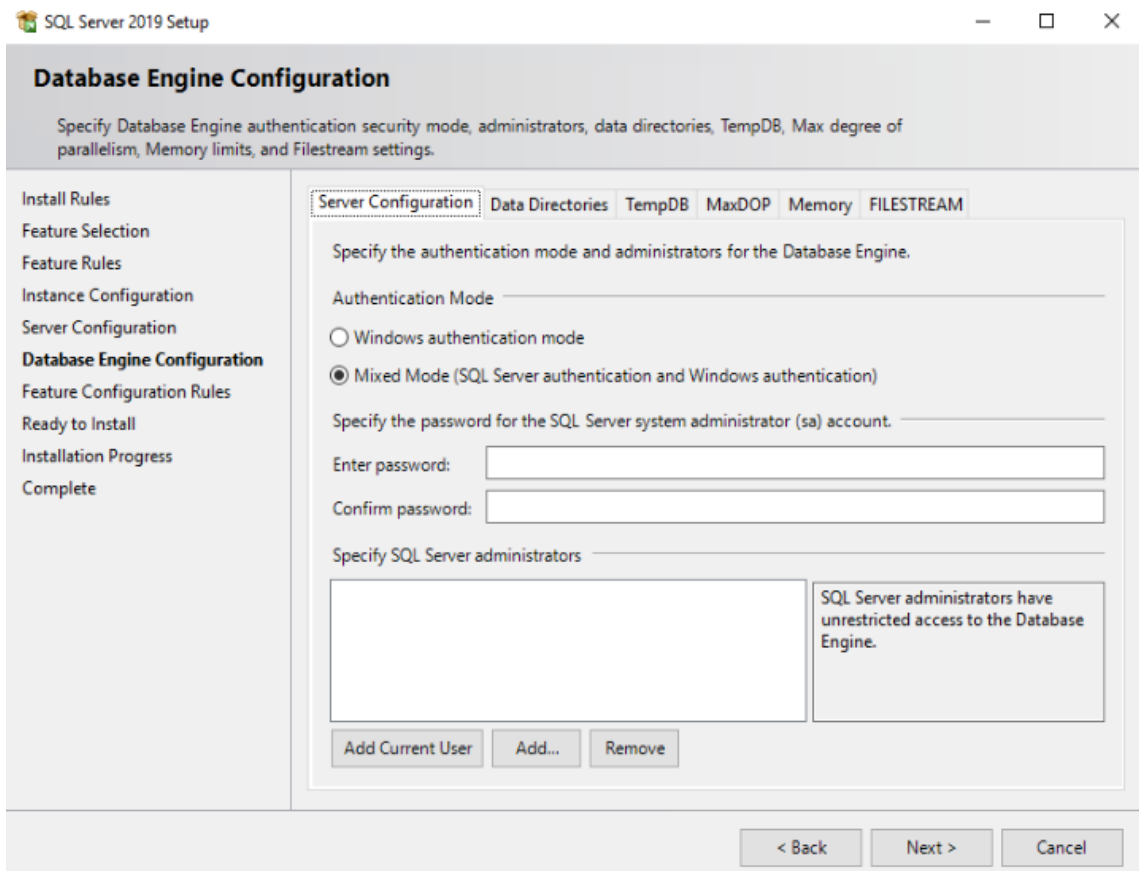 SQL Server 2019 Setup
Database Engine Configuration
Specify Database Engine authentication security mode, administrators, data directories, TempDB, Max degree of
parallelism, Memory limits, and Filestream settings.
Install Rules
Feature Selection
Feature Rules
Instance Configuration
Server Configuration
Database Engine Configuration
Feature Configuration Rules
Ready to Install
Installation Progress
Complete
Server Configuration Data Directories TempDB MaxDOP Memory FILESTREAM
Specify the authentication mode and administrators for the Database Engine.
Authentication Mode
Windows authentication mode
Mixed Mode (SQL Server authentication and Windows authentication)
Specify the password for the SQL Server system administrator (sa) account.
Enter password:
Confirm password:
Specify SQL Server administrators
SQL Server administrators have
unrestricted access to the Database
Engine.
Add Current User Add... Remove
< Back Next > Cancel